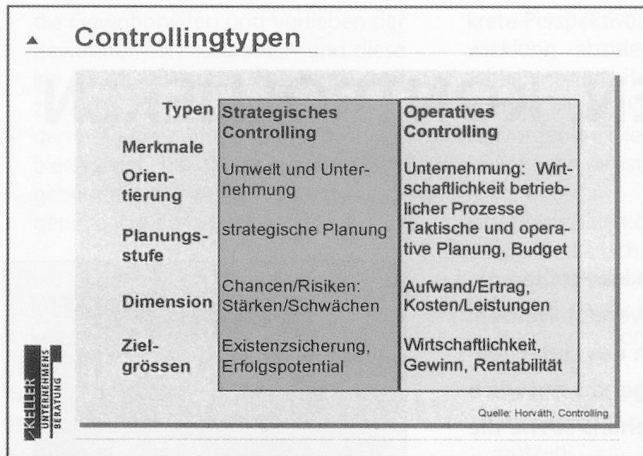 ▲ Controllingtypen
Typen Strategisches Operatives
Controlling Controlling
Merkmale
Orien- Umwelt und Unter- Unternehmung: Wirt-
tierung nehmung schaftlichkeit betrieb-
licher Prozesse
Planungs- strategische Planung Taktische und opera-
stufe tive Planung, Budget
Chancen/Risiken: Aufwand/Ertrag,
Dimension Stärken/Schwächen Kosten/Leistungen
Ziel- Existenzsicherung, Wirtschaftlichkeit,
grössen Erfolgspotential Gewinn, Rentabilität
Quelle: Horváth, Controlling
KELLER
UNTERNEHMENS
BERATUNG